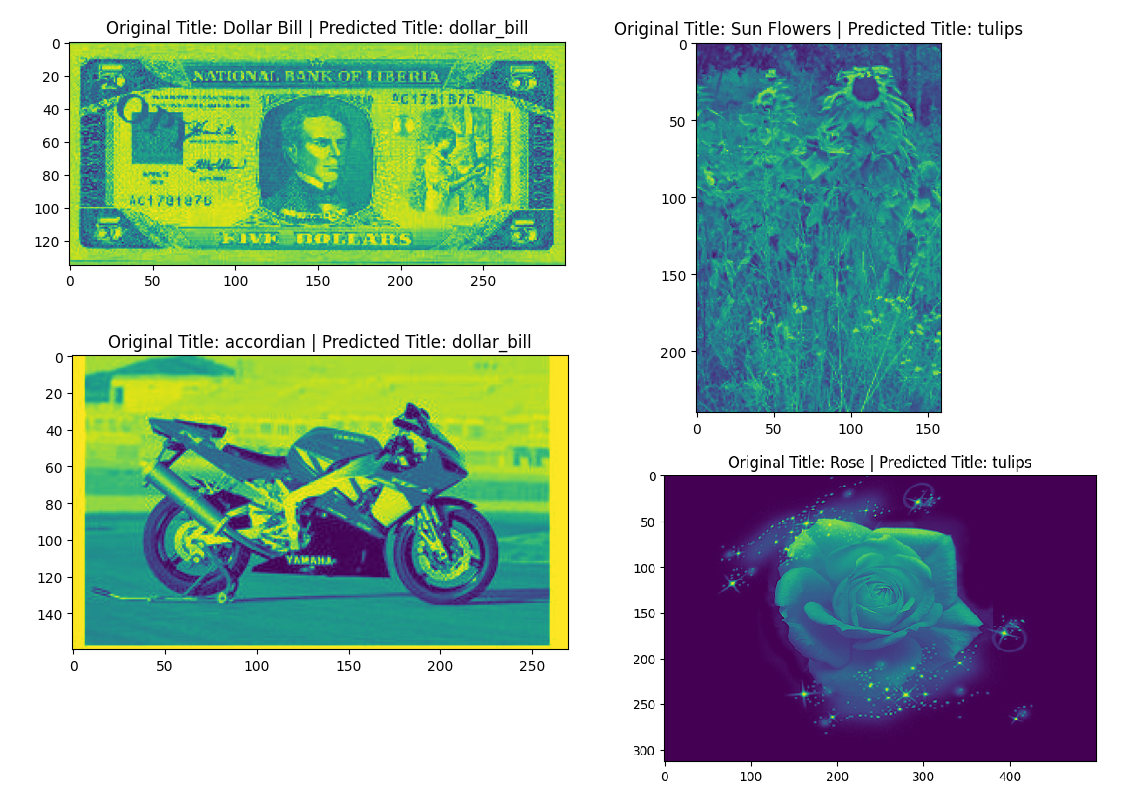 Original Title: Dollar Bill | Predicted Title: dollar_bill
0
20
40
60
80
100
120
0 50 100 150 200 250
NATIONAL BANK OF LIBERIA
AC1781876
AC1781876
FIVE DOLLARS
Original Title: Sun Flowers | Predicted Title: tulips
0
50
100
150
200
0 50 100 150
Original Title: accordian | Predicted Title: dollar_bill
0
20
40
60
80
100
120
140
0 50 100 150 200 250
YAMAHA
YAMAHA
Original Title: Rose | Predicted Title: tulips
0
50
100
150
200
250
300
0 100 200 300 400